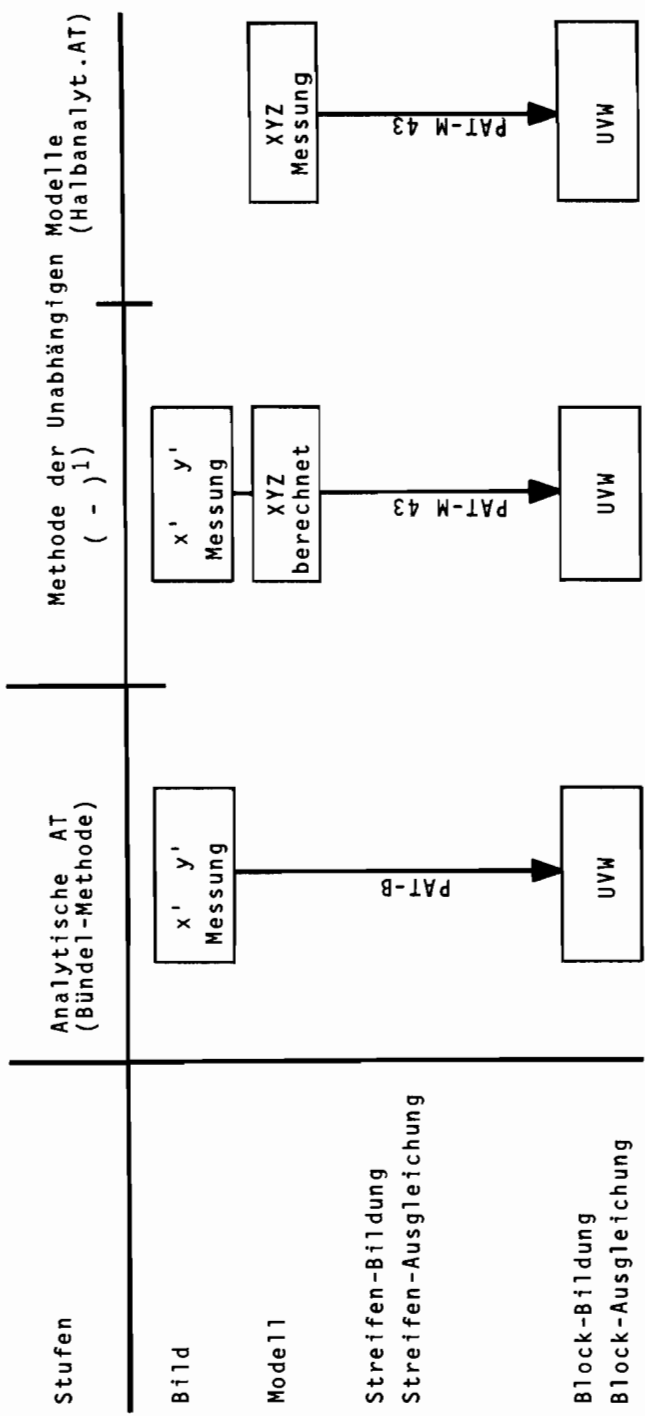 Stufen
Analytische AT
(Bündel-Methode)
Methode der Unabhängigen Modelle
( - )1)
(Halbanalyt.AT)
Bild
x' y'
Messung
x' y'
Messung
Modell
XYZ
berechnet
XYZ
Messung
Streifen-Bildung
Streifen-Ausgleichung
PAT-B
PAT-M 43
PAT-M 43
Block-Bildung
Block-Ausgleichung
UVW
UVW
UVW